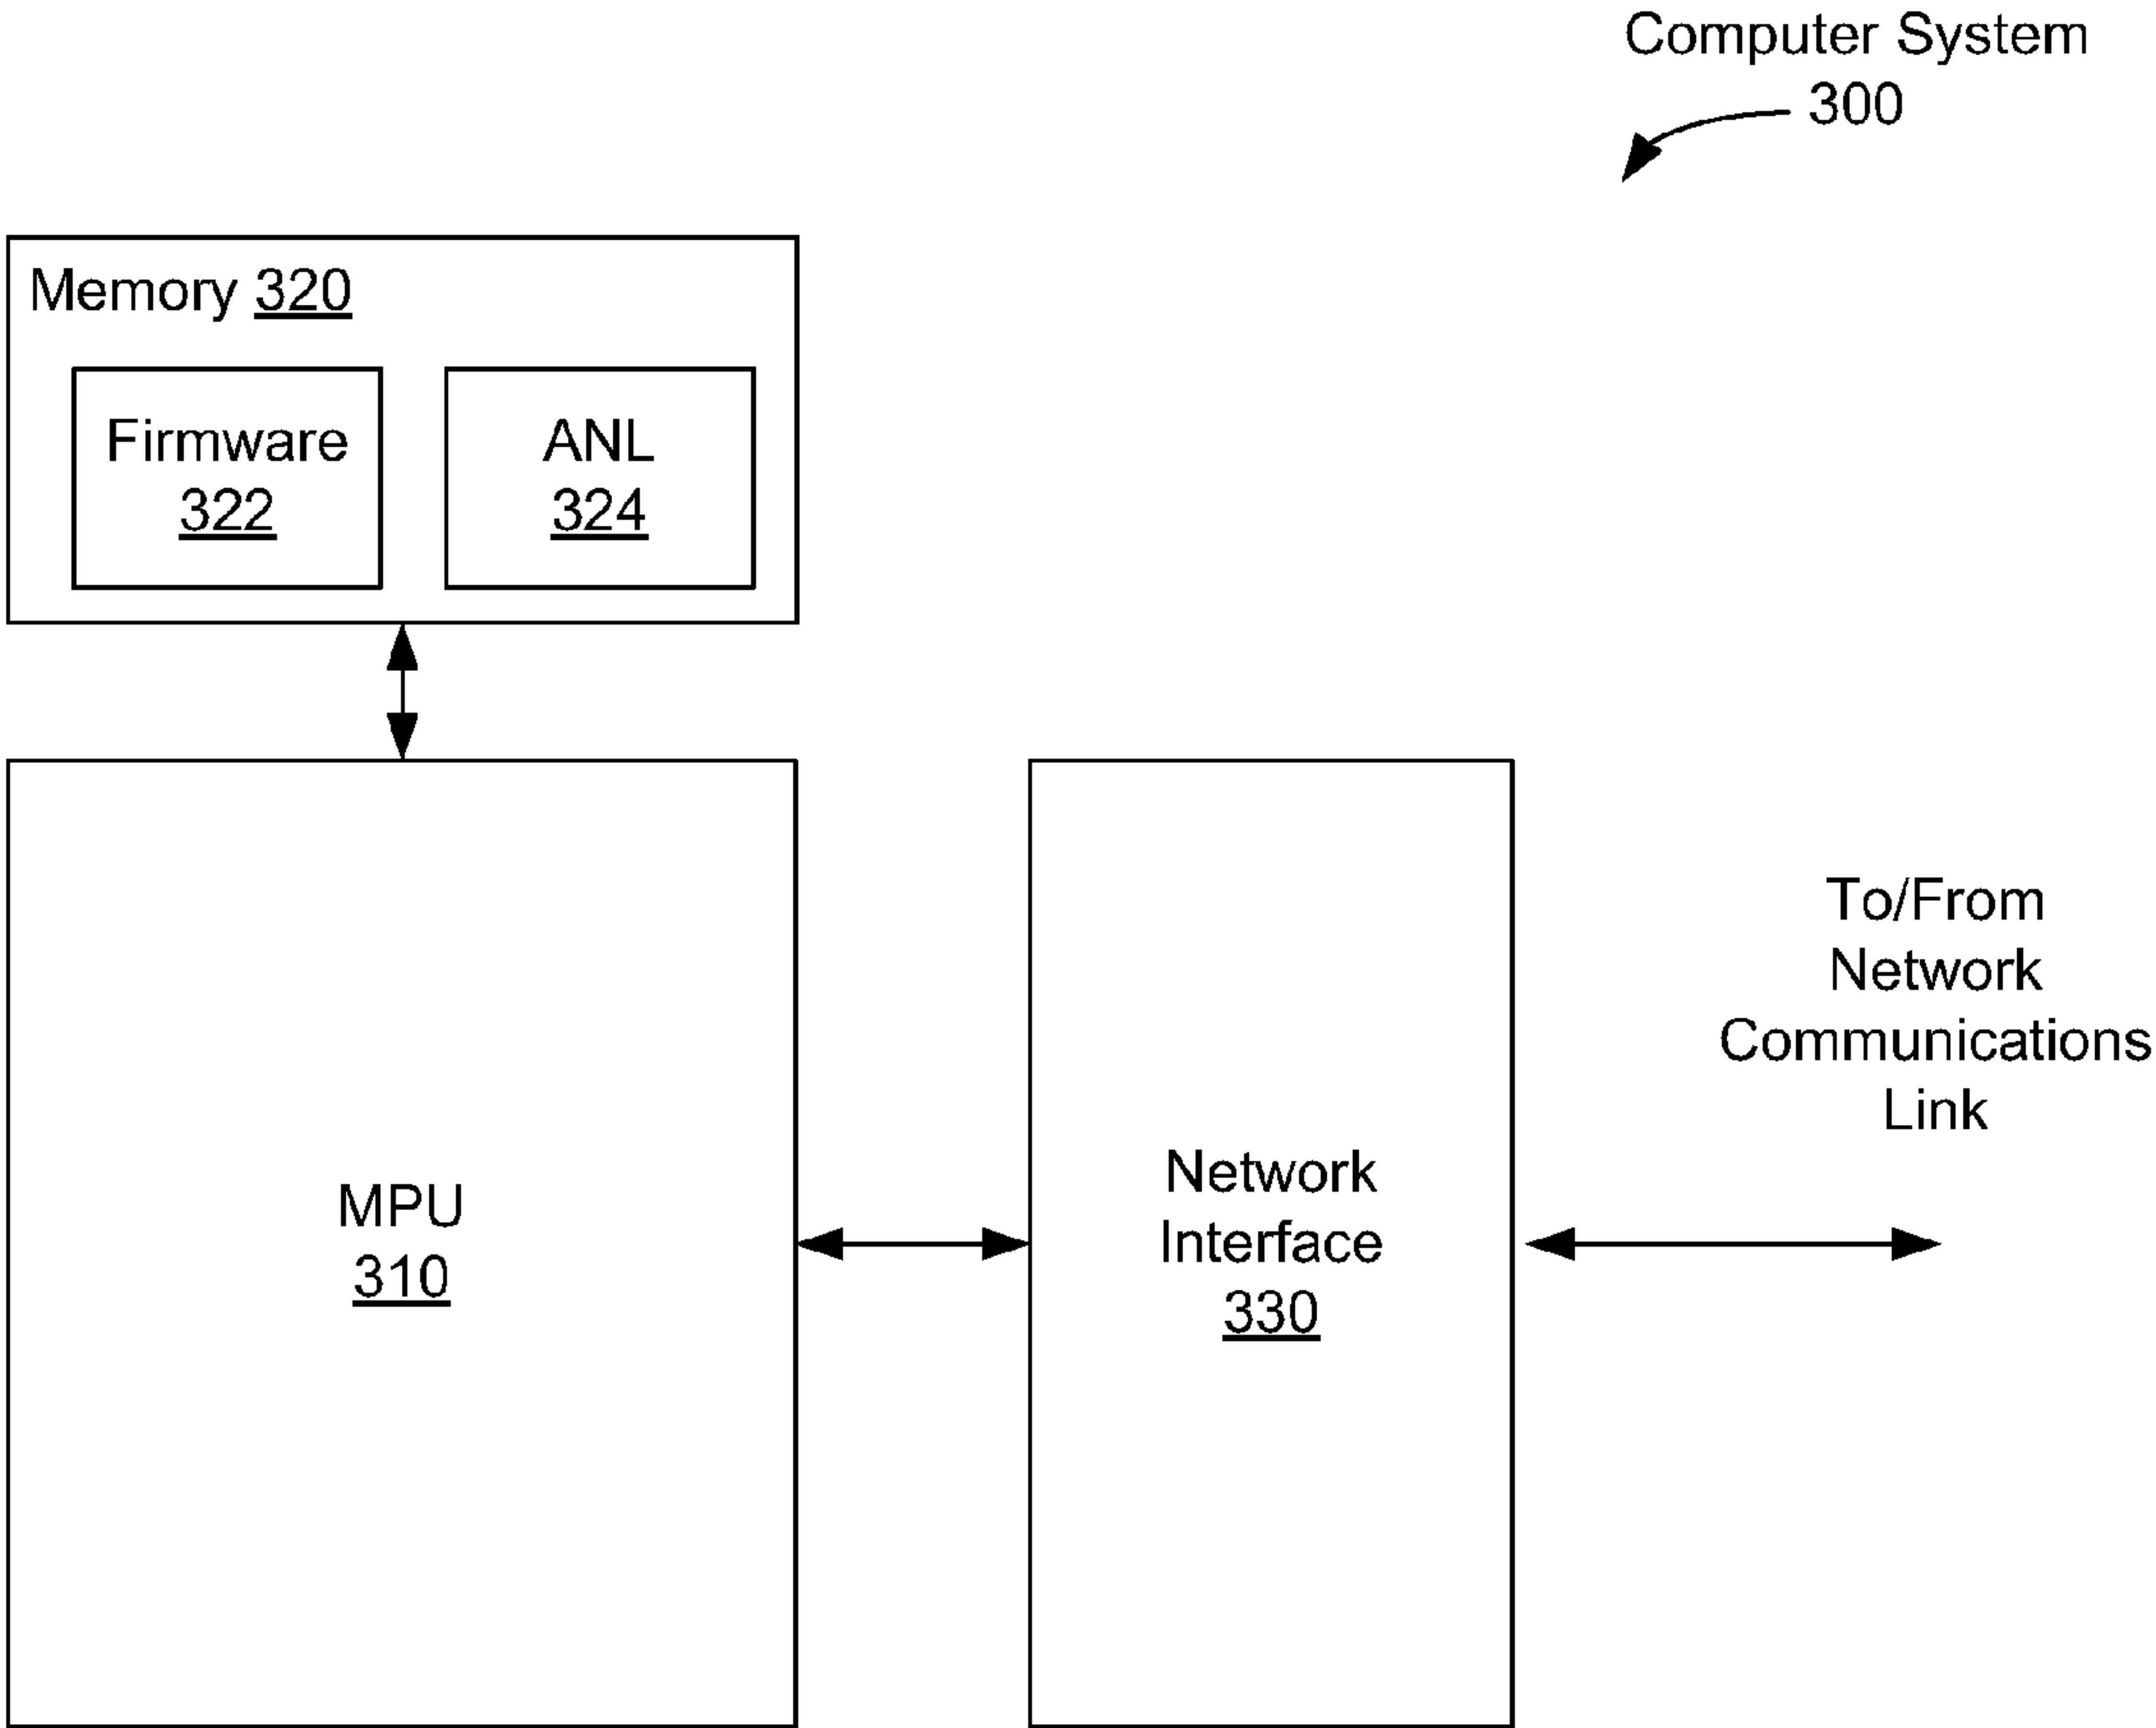 Computer System
300
Memory 320
Firmware
322
ANL
324
MPU
310
Network
Interface
330
To/From
Network
Communications
Link